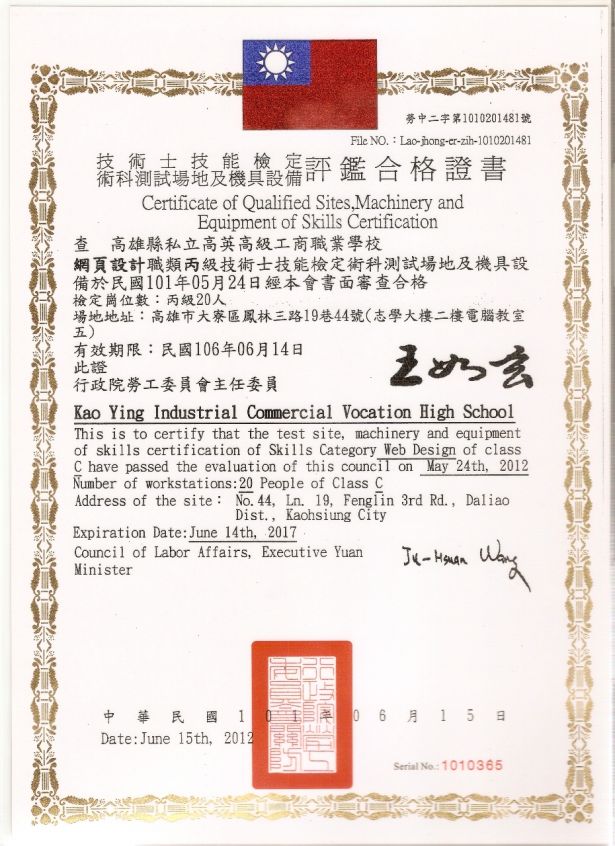 勞中二字第1010201481號
File NO.：Lao-jhong-er-zih-1010201481
技術士技能檢定
術科測試場地及機具設備
評鑑合格證書
Certificate of Qualified Sites,Machinery and
Equipment of Skills Certification
查　高雄縣私立高英高級工商職業學校
網頁設計職類丙級技術士技能檢定術科測試場地及機具設
備於民國101年05月24日經本會書面審查合格
檢定崗位數：丙級20人
場地地址：高雄市大寮區鳳林三路19巷44號(志學大樓二樓電腦教室
五)
有效期限：民國106年06月14日
此證
行政院勞工委員會主任委員
王如玄
Kao Ying Industrial Commercial Vocation High School
This is to certify that the test site, machinery and equipment
of skills certification of Skills Category Web Design of class
C have passed the evaluation of this council on May 24th, 2012
Number of workstations:20 People of Class C
Address of the site： No.44, Ln. 19, Fenglin 3rd Rd., Daliao
Dist., Kaohsiung City
Expiration Date:June 14th, 2017
Council of Labor Affairs, Executive Yuan
Minister
Ju-Hsuan Wang
中華民國101年06月15日
Date:June 15th, 2012
Serial No.: 1010365